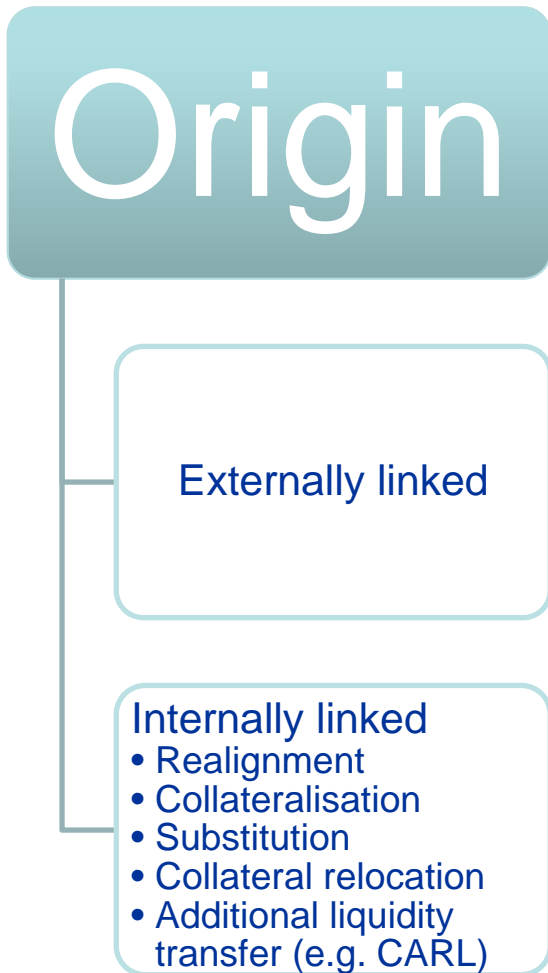 Origin
Externally linked
Internally linked
• Realignment
• Collateralisation
• Substitution
• Collateral relocation
• Additional liquidity
transfer (e.g. CARL)